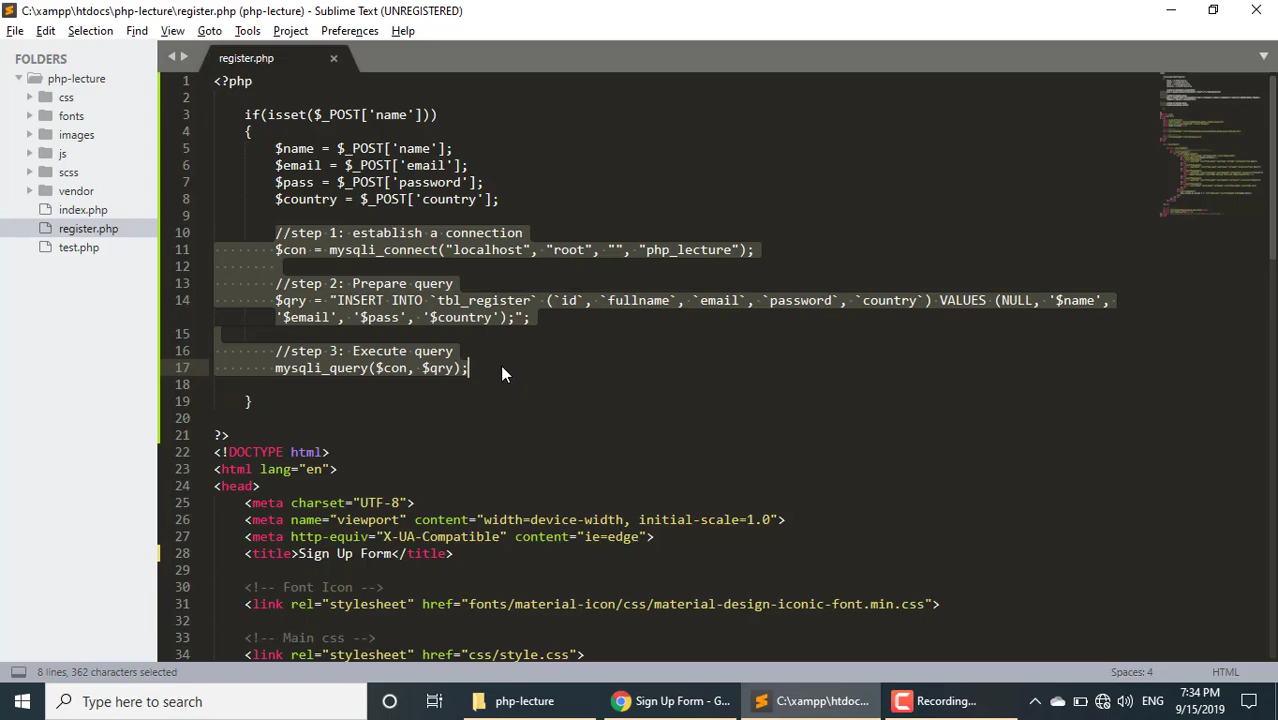 C:\xampp\htdocs\php-lecture\register.php (php-lecture) - Sublime Text (UNREGISTERED)
File Edit Selection Find View Goto Tools Project Preferences Help
FOLDERS
php-lecture
css
fonts
images
js
scss
vendor
index.php
register.php
test.php
register.php
1 <?php
2
3 if(isset($_POST['name']))
4 {
5 $name = $_POST['name'];
6 $email = $_POST['email'];
7 $pass = $_POST['password'];
8 $country = $_POST['country'];
9
10 //step 1: establish a connection
11 $con = mysqli_connect("localhost", "root", "", "php_lecture");
12
13 //step 2: Prepare query
14 $qry = "INSERT INTO `tbl_register` (`id`, `fullname`, `email`, `password`, `country`) VALUES (NULL, '$name',
'$email', '$pass', '$country');";
15
16 //step 3: Execute query
17 mysqli_query($con, $qry);
18
19 }
20
21 ?>
22 <!DOCTYPE html>
23 <html lang="en">
24 <head>
25 <meta charset="UTF-8">
26 <meta name="viewport" content="width=device-width, initial-scale=1.0">
27 <meta http-equiv="X-UA-Compatible" content="ie=edge">
28 <title>Sign Up Form</title>
29
30 <!-- Font Icon -->
31 <link rel="stylesheet" href="fonts/material-icon/css/material-design-iconic-font.min.css">
32
33 <!-- Main css -->
34 <link rel="stylesheet" href="css/style.css">
8 lines, 362 characters selected
Spaces: 4
HTML
Type here to search
php-lecture
Sign Up Form - G...
C:\xampp\htdoc...
Recording...
ENG
7:34 PM
9/15/2019